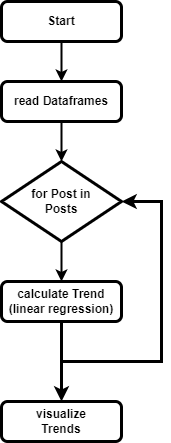 Start
read Dataframes
for Post in
Posts
calculate Trend
(linear regression)
visualize
Trends